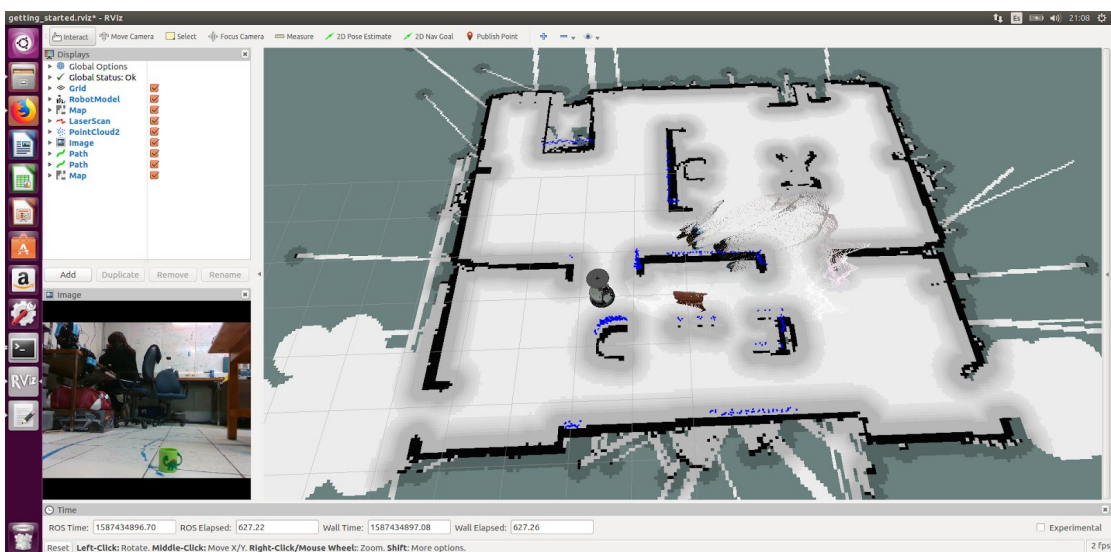 getting_started.rviz* - RViz
Es
21:08
Interact Move Camera Select Focus Camera Measure 2D Pose Estimate 2D Nav Goal Publish Point
Displays
Global Options
Global Status: Ok
Grid
RobotModel
Map
LaserScan
PointCloud2
Image
Path
Path
Map
Add Duplicate Remove Rename
Image
RViz
Time
ROS Time: 1587434896.70 ROS Elapsed: 627.22 Wall Time: 1587434897.08 Wall Elapsed: 627.26 Experimental
Reset Left-Click: Rotate. Middle-Click: Move X/Y. Right-Click/Mouse Wheel:: Zoom. Shift: More options. 2 fps